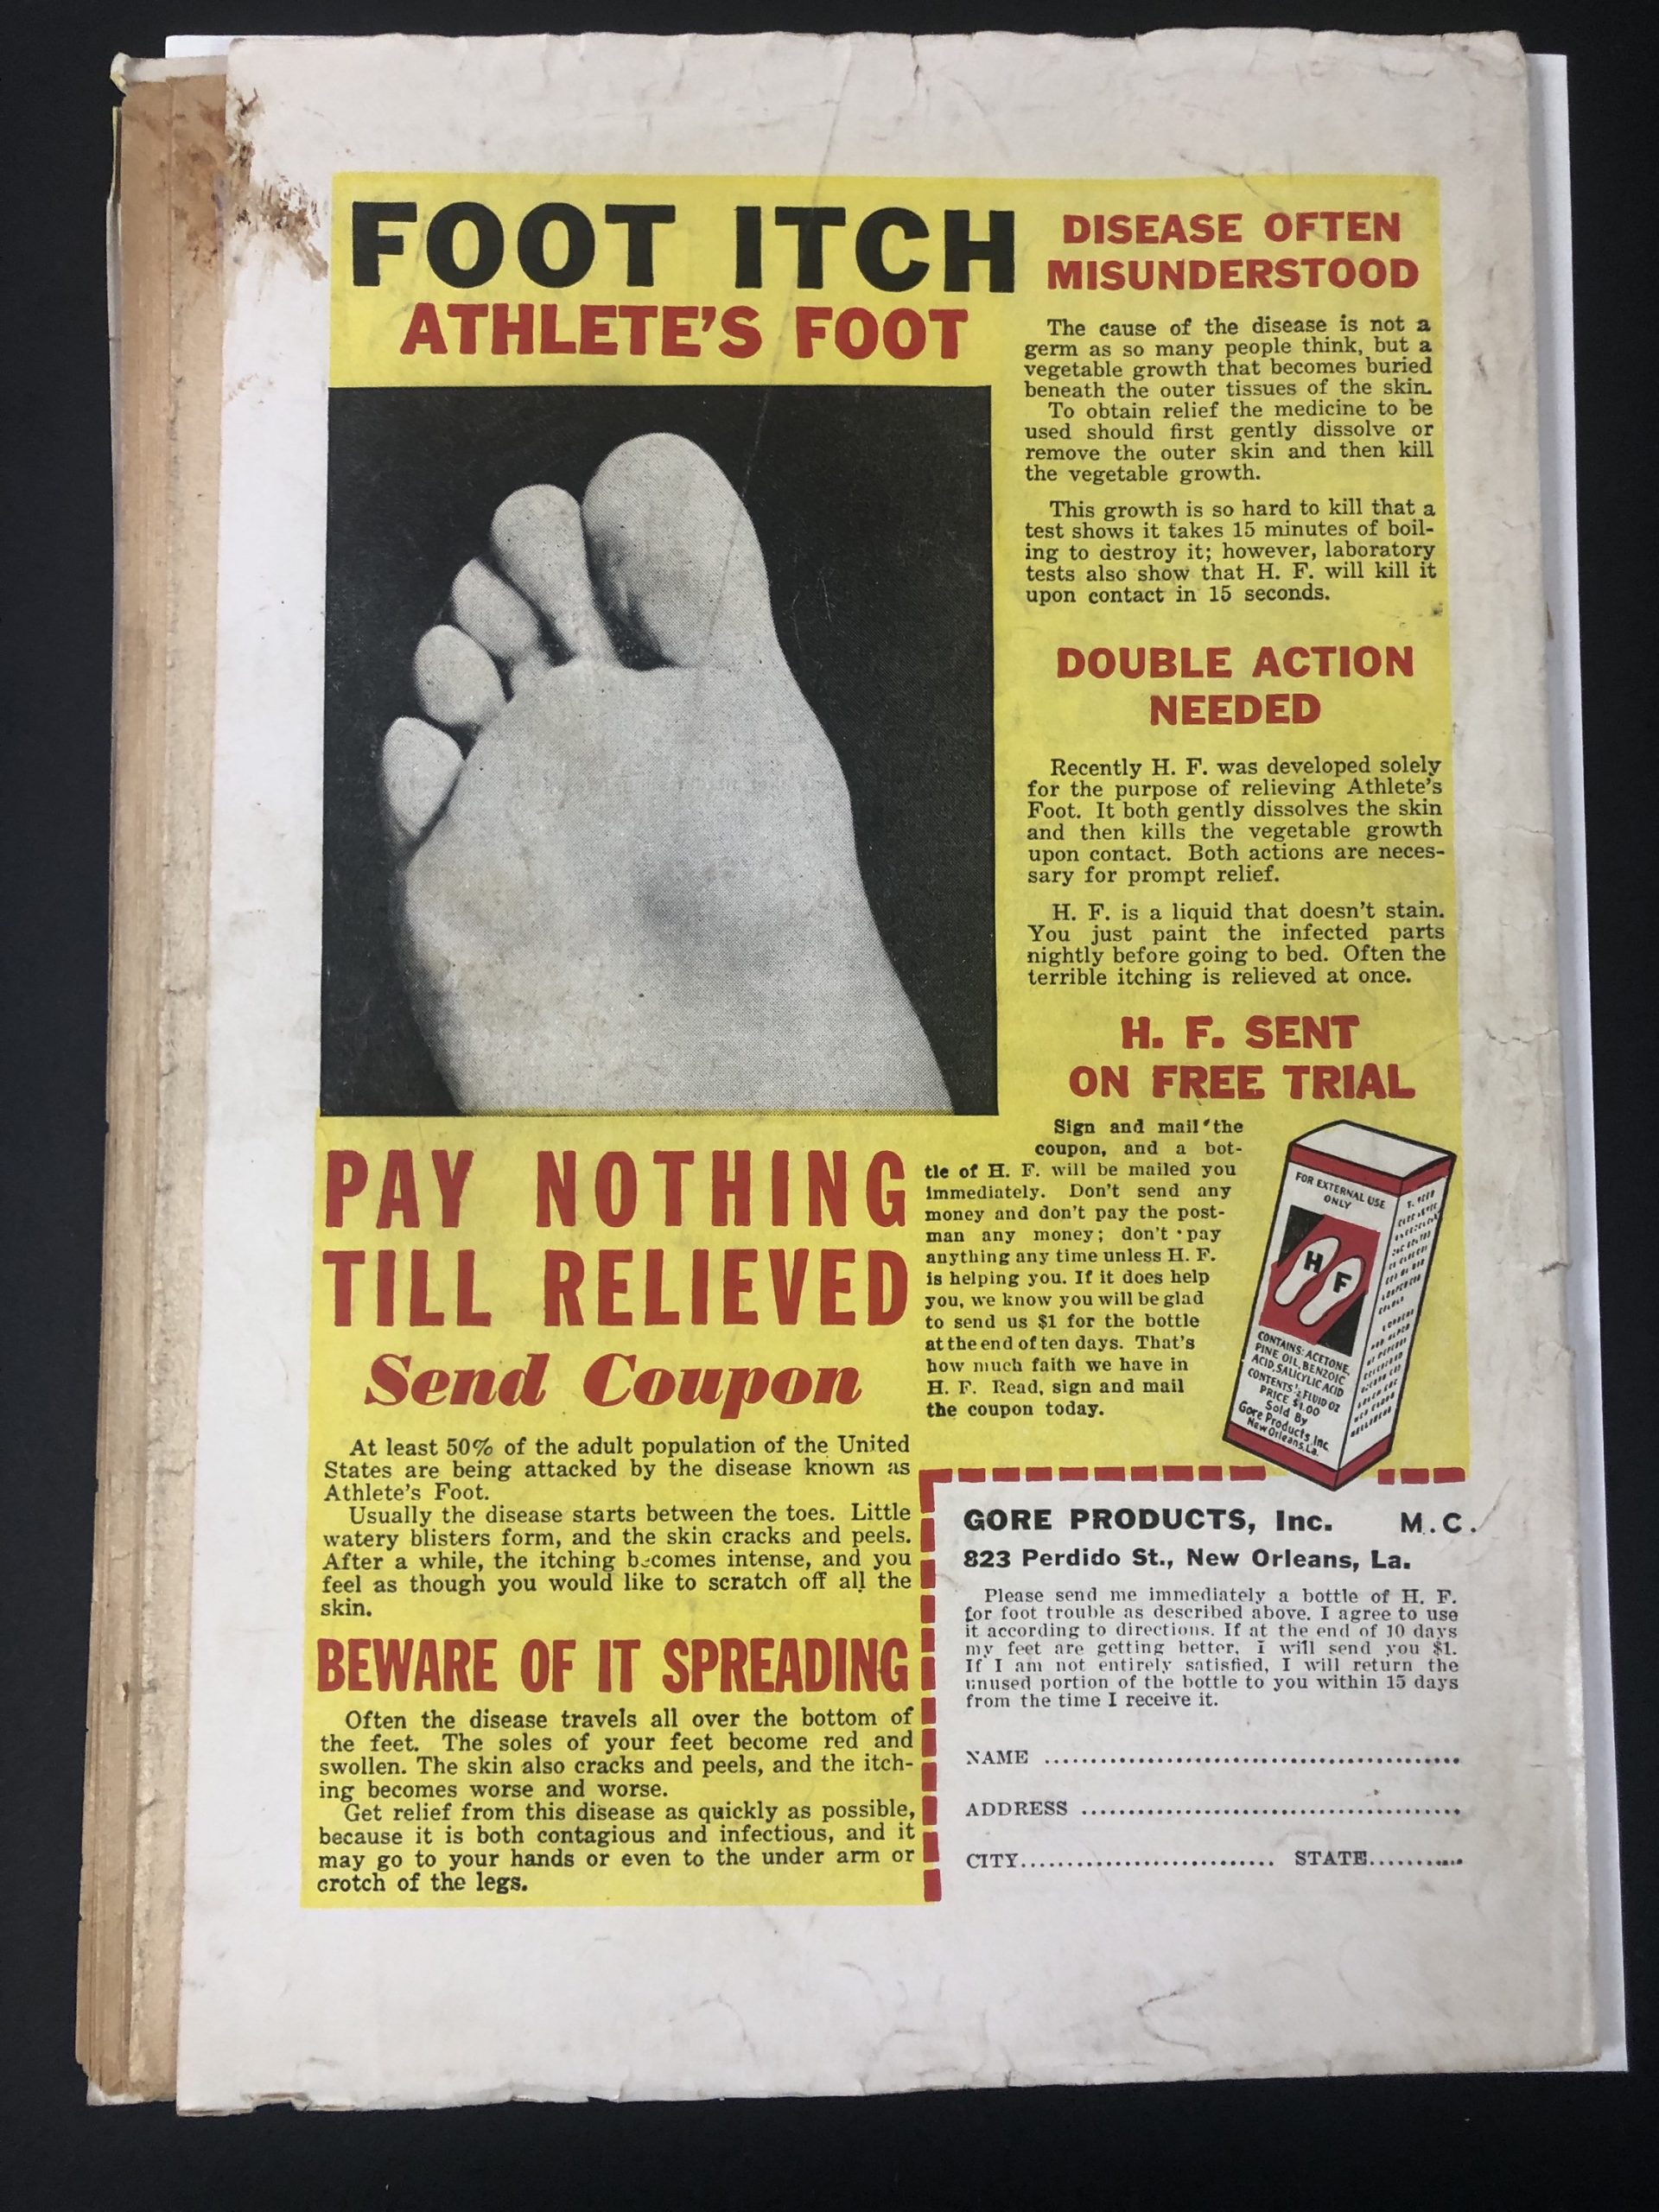 FOOT ITCH
ATHLETE'S FOOT
PAY NOTHING
TILL RELIEVED
Send Coupon
At least 50% of the adult population of the United
States are being attacked by the disease known as
Athlete's Foot.
Usually the disease starts between the toes. Little
watery blisters form, and the skin cracks and peels.
After a while, the itching becomes intense, and you
feel as though you would like to scratch off all the
skin.
BEWARE OF IT SPREADING
Often the disease travels all over the bottom of
the feet. The soles of your feet become red and
swollen. The skin also cracks and peels, and the itch-
ing becomes worse and worse.
Get relief from this disease as quickly as possible,
because it is both contagious and infectious, and it
may go to your hands or even to the under arm or
crotch of the legs.
DISEASE OFTEN
MISUNDERSTOOD
The cause of the disease is not a
germ as so many people think, but a
vegetable growth that becomes buried
beneath the outer tissues of the skin.
To obtain relief the medicine to be
used should first gently dissolve or
remove the outer skin and then kill
the vegetable growth.
This growth is so hard to kill that a
test shows it takes 15 minutes of boil-
ing to destroy it; however, laboratory
tests also show that H. F. will kill it
upon contact in 15 seconds.
DOUBLE ACTION
NEEDED
Recently H. F. was developed solely
for the purpose of relieving Athlete's
Foot. It both gently dissolves the skin
and then kills the vegetable growth
upon contact. Both actions are neces-
sary for prompt relief.
H. F. is a liquid that doesn't stain.
You just paint the infected parts
nightly before going to bed. Often the
terrible itching is relieved at once.
H. F. SENT
ON FREE TRIAL
Sign and mail the
coupon, and a bot-
tle of H. F. will be mailed you
immediately. Don't send any
money and don't pay the post-
man any money; don't pay
anything any time unless H. F.
is helping you. If it does help
you, we know you will be glad
to send us $1 for the bottle
at the end of ten days. That's
how much faith we have in
H. F. Read, sign and mail
the coupon today.
FOR EXTERNAL USE
ONLY
H F
CONTAINS: ACETONE,
PINE OIL, BENZOIC
ACID, SALICYLIC ACID
CONTENTS ½ FLUID OZ
PRICE $1.00
Sold By
Gore Products, Inc.
New Orleans, La.
GORE PRODUCTS, Inc. M.C.
823 Perdido St., New Orleans, La.
Please send me immediately a bottle of H. F.
for foot trouble as described above. I agree to use
it according to directions. If at the end of 10 days
my feet are getting better, I will send you $1.
If I am not entirely satisfied, I will return the
unused portion of the bottle to you within 15 days
from the time I receive it.
NAME ..............................................
ADDRESS ..........................................
CITY............................ STATE..........